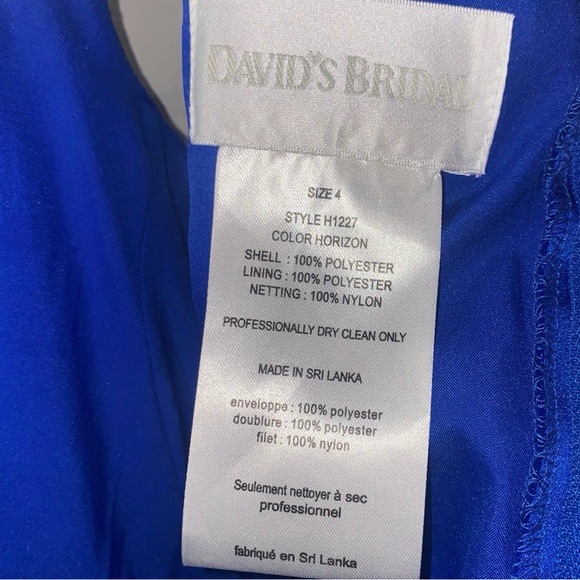 DAVID'S BRIDAL
SIZE 4
STYLE H1227
COLOR HORIZON
SHELL : 100% POLYESTER
LINING : 100% POLYESTER
NETTING : 100% NYLON
PROFESSIONALLY DRY CLEAN ONLY
MADE IN SRI LANKA
enveloppe : 100% polyester
doublure : 100% polyester
filet : 100% nylon
Seulement nettoyer à sec
professionnel
fabriqué en Sri Lanka